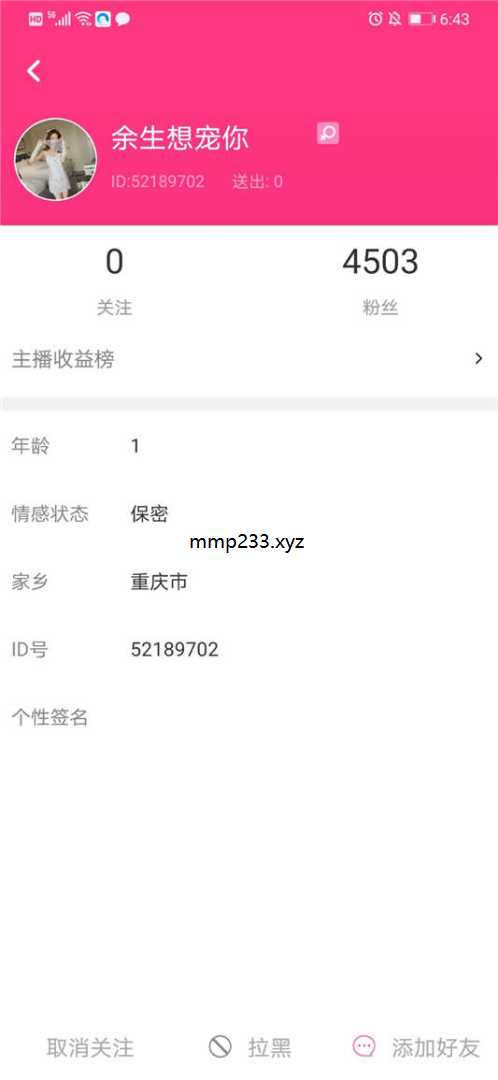 HD 5G 6:43
余生想宠你
ID:52189702 送出: 0
0 4503
关注 粉丝
主播收益榜
年龄 1
情感状态 保密
mmp233.xyz
家乡 重庆市
ID号 52189702
个性签名
取消关注 拉黑 添加好友